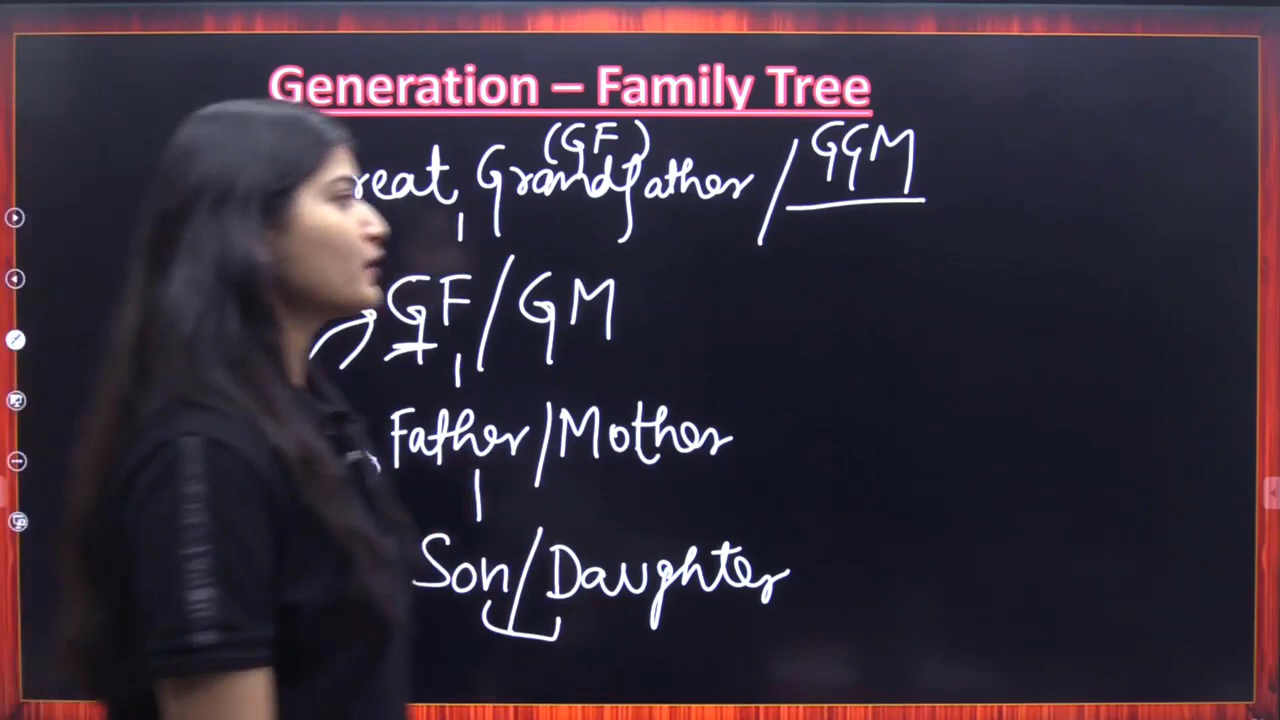 Generation – Family Tree
(GF)
reat Grandfather / GGM
GF / GM
Father / Mother
Son / Daughter